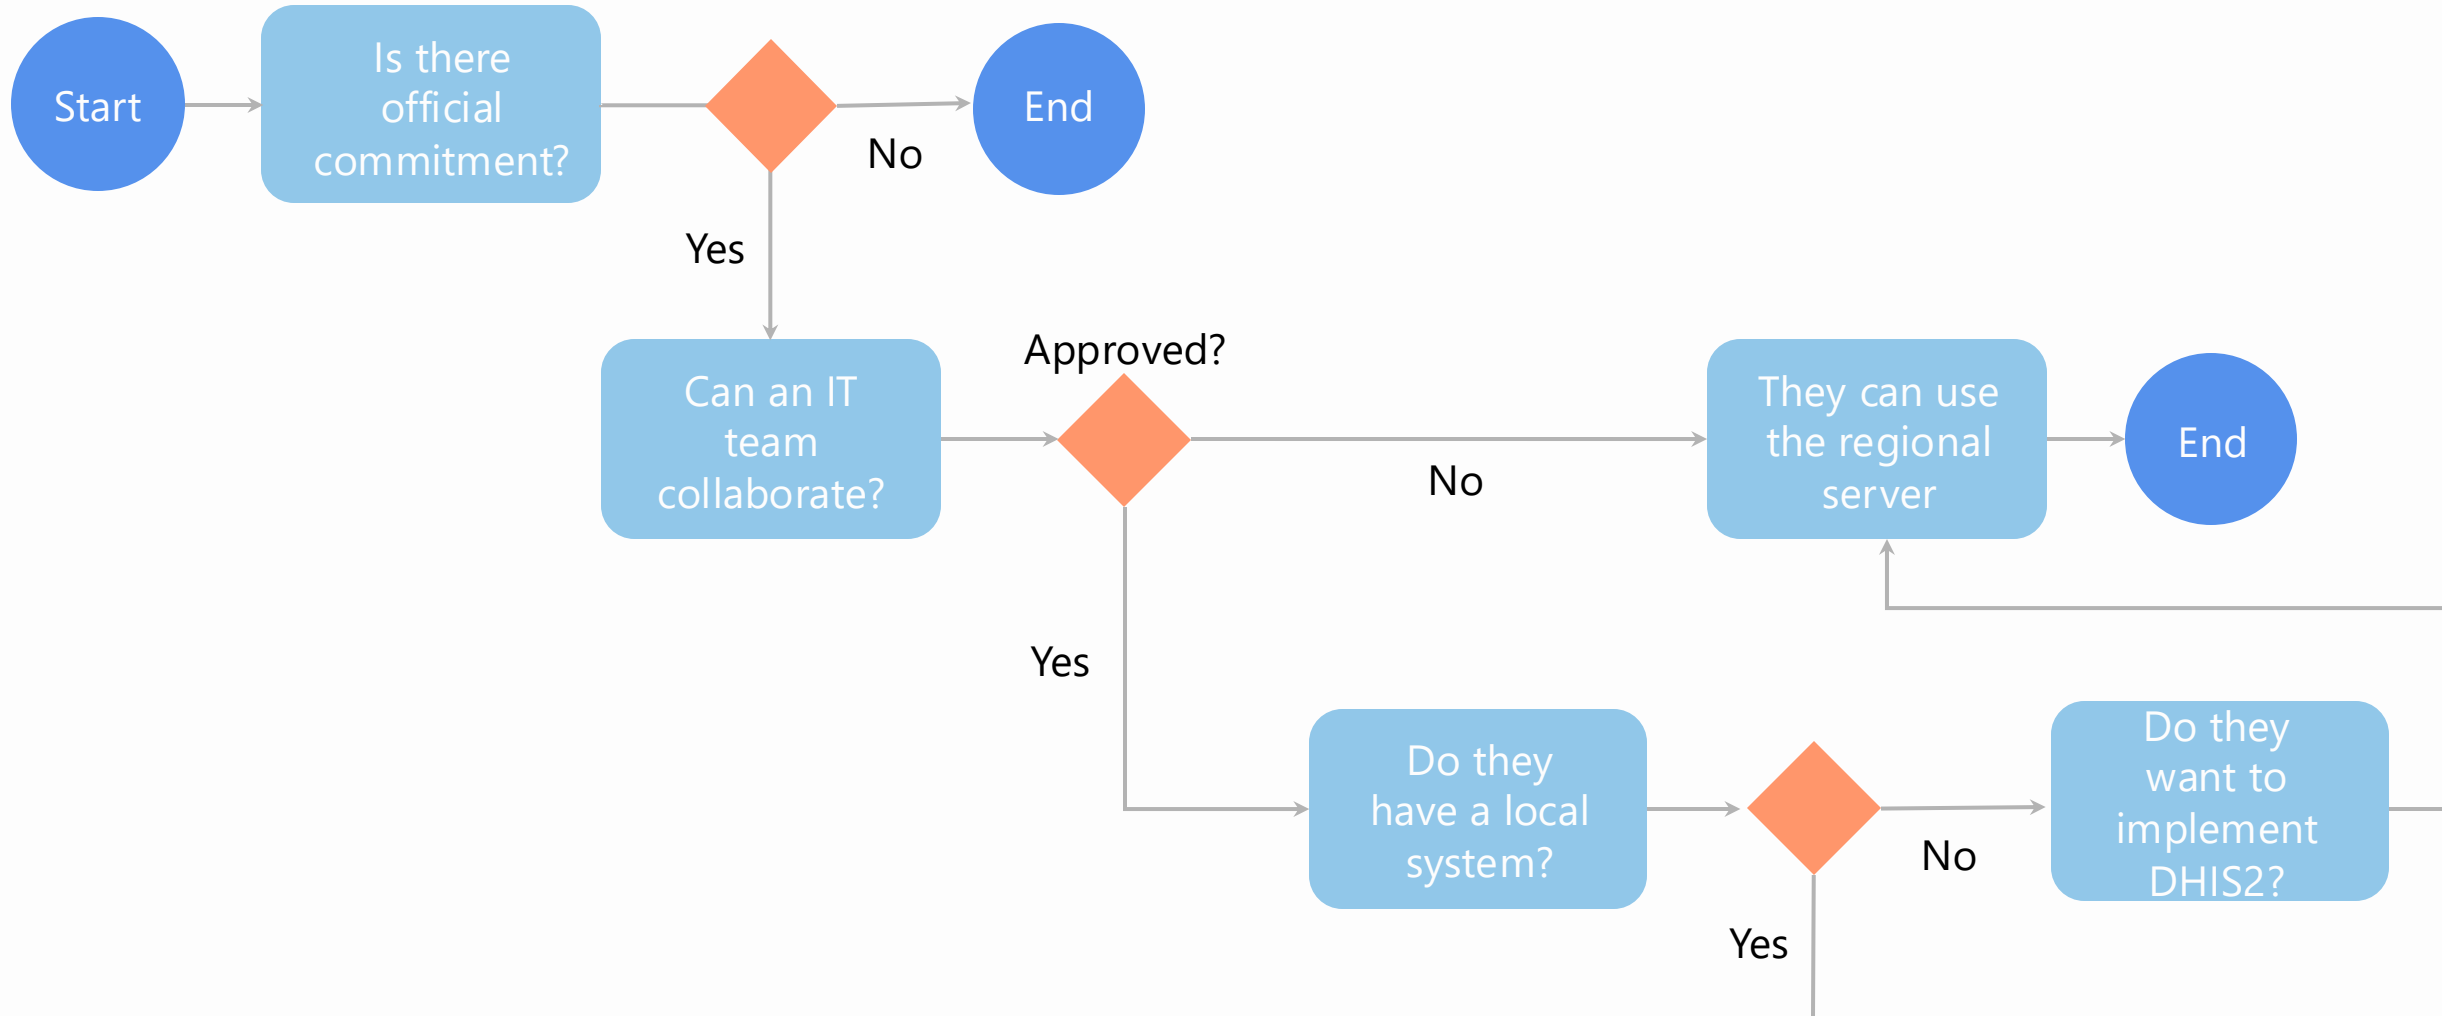 Start
Is there
official
commitment?
No
End
Yes
Can an IT
team
collaborate?
Approved?
No
They can use
the regional
server
End
Yes
Do they
have a local
system?
No
Yes
Do they
want to
implement
DHIS2?